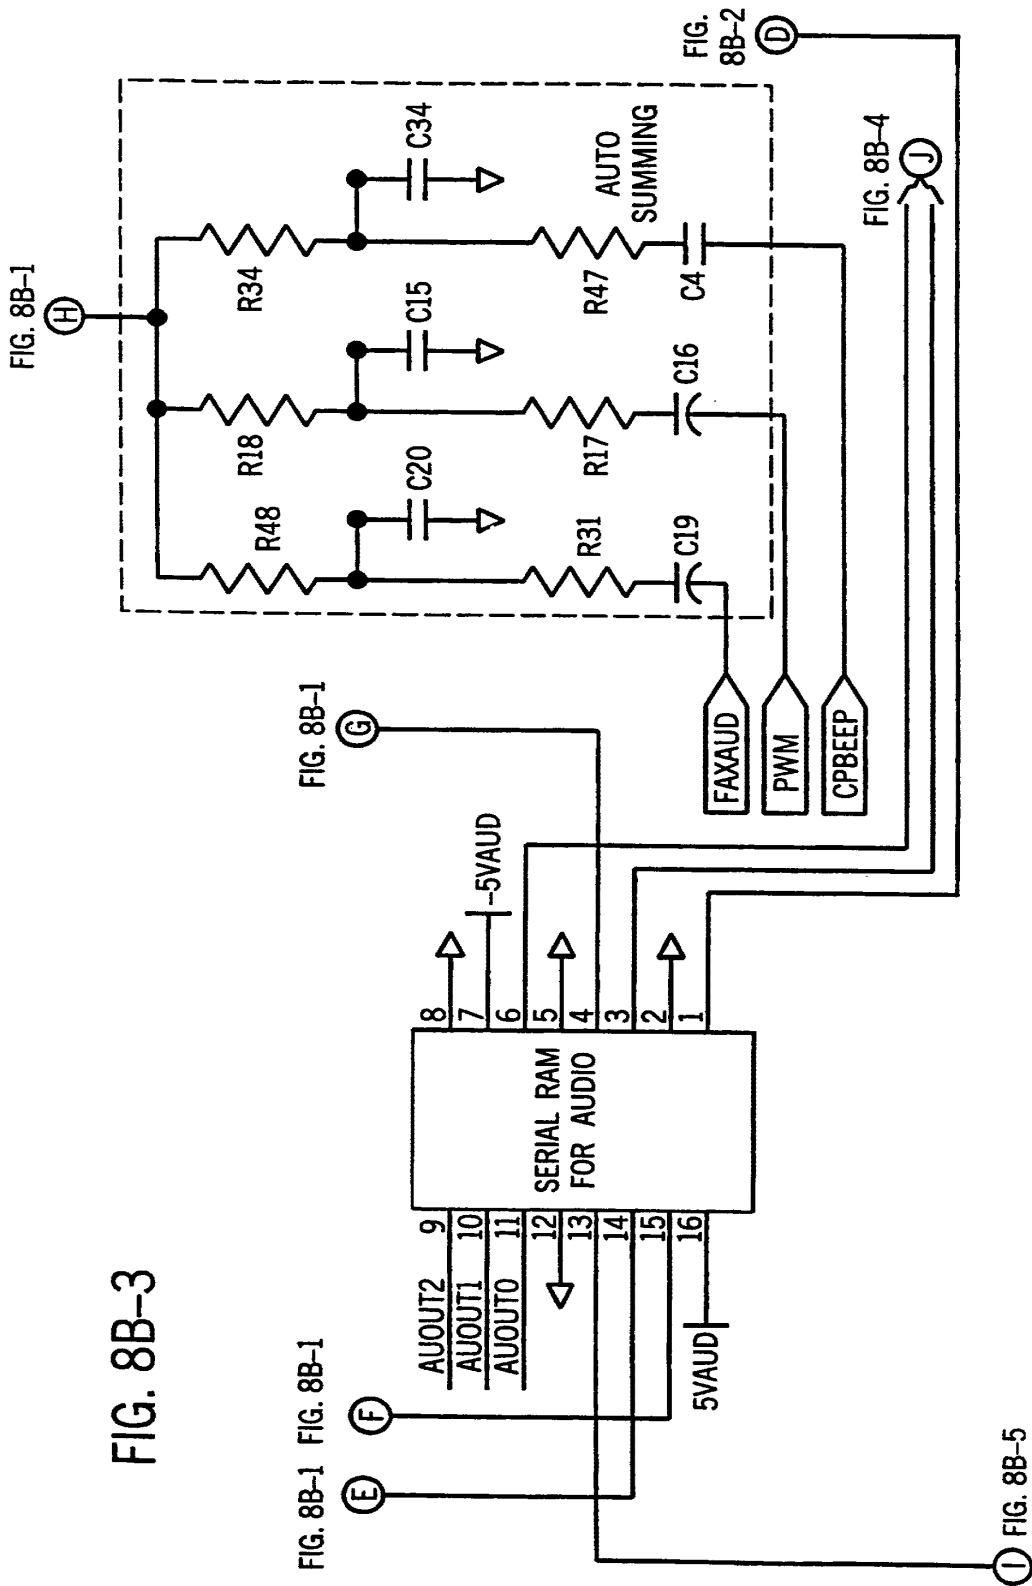 FIG. 8B-3
FIG. 8B-1
H
R48
R18
R34
C20
C15
C34
R31
R17
R47
C19
C16
C4
AUTO
SUMMING
FIG.
8B-2
D
FIG. 8B-4
J
FIG. 8B-1
G
FAXAUD
PWM
CPBEEP
-5VAUD
8
7
6
5
4
3
2
1
SERIAL RAM
FOR AUDIO
9
10
11
12
13
14
15
16
AUOUT2
AUOUT1
AUOUT0
5VAUD
FIG. 8B-1
F
FIG. 8B-1
E
I
FIG. 8B-5